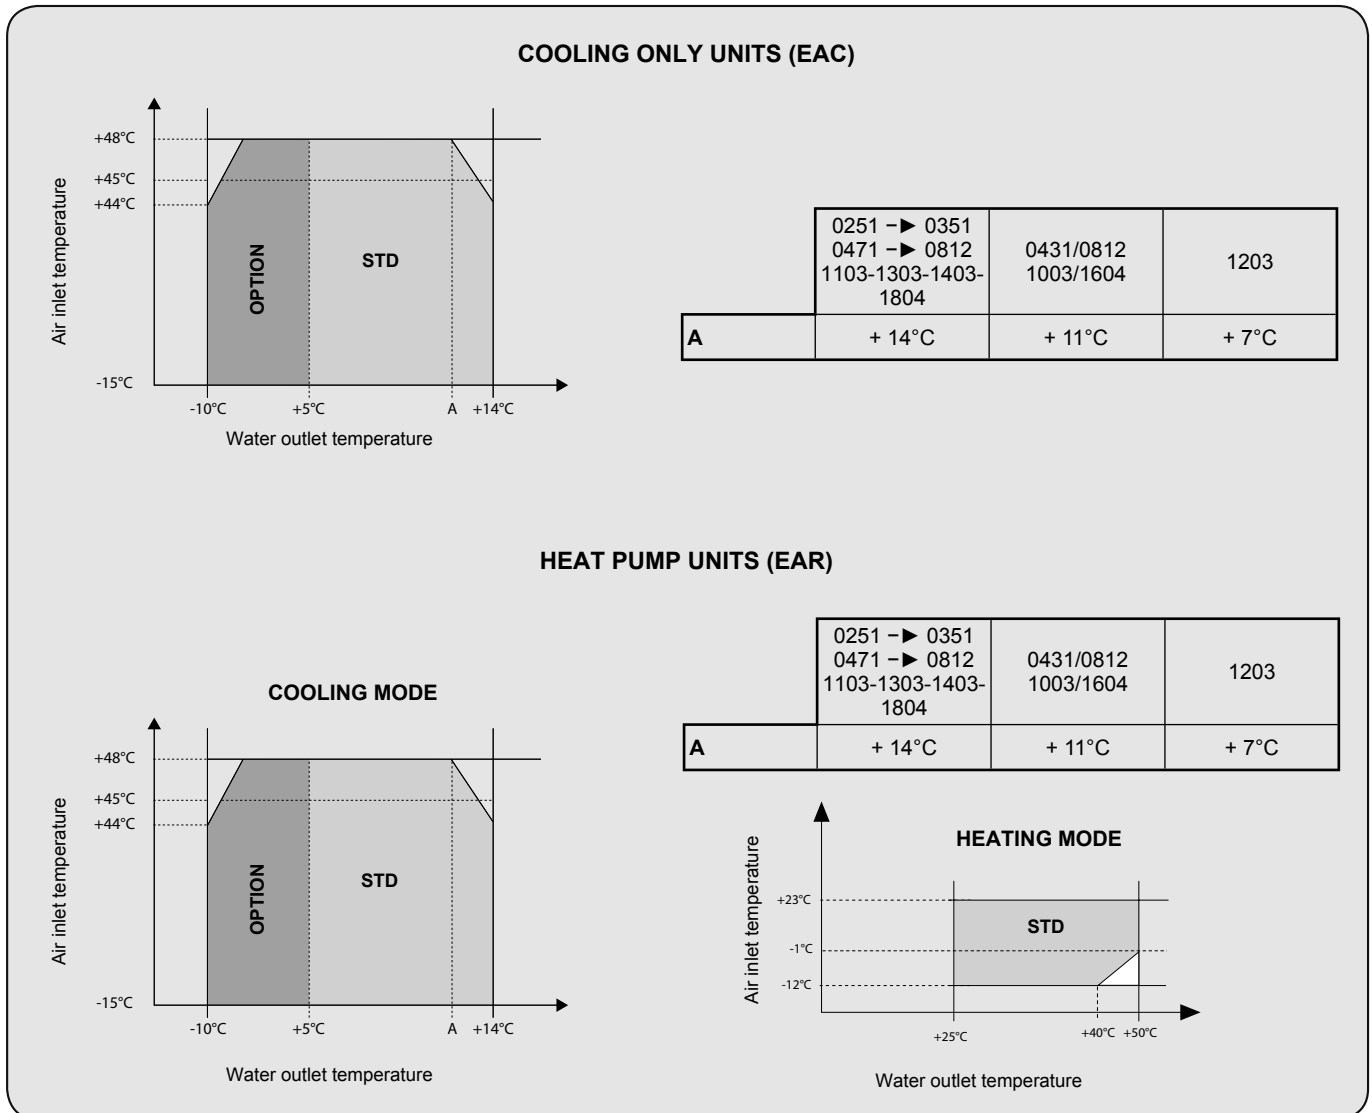 COOLING ONLY UNITS (EAC)
Air inlet temperature
+48°C
+45°C
+44°C
-15°C
OPTION
STD
-10°C +5°C A +14°C
Water outlet temperature
0251 –► 0351
0471 –► 0812
1103-1303-1403-
1804
0431/0812
1003/1604
1203
A + 14°C + 11°C + 7°C
HEAT PUMP UNITS (EAR)
0251 –► 0351
0471 –► 0812
1103-1303-1403-
1804
0431/0812
1003/1604
1203
A + 14°C + 11°C + 7°C
COOLING MODE
Air inlet temperature
+48°C
+45°C
+44°C
-15°C
OPTION
STD
-10°C +5°C A +14°C
Water outlet temperature
HEATING MODE
Air inlet temperature
+23°C
-1°C
-12°C
STD
+25°C +40°C +50°C
Water outlet temperature